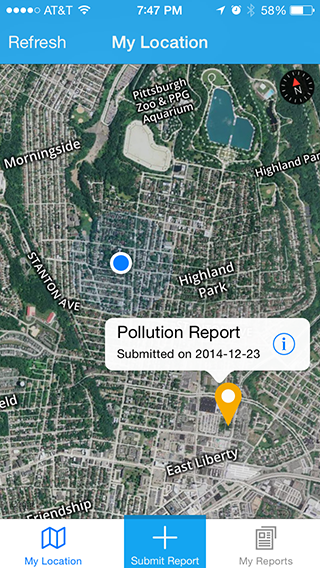 AT&T 7:47 PM 58%
Refresh My Location
Pittsburgh
Zoo & PPG
Aquarium
N
Morningside
Highland Park
STANTON AVE
Highland
Park
Pollution Report
Submitted on 2014-12-23
i
eld
East Liberty
Friendship
My Location
Submit Report
My Reports